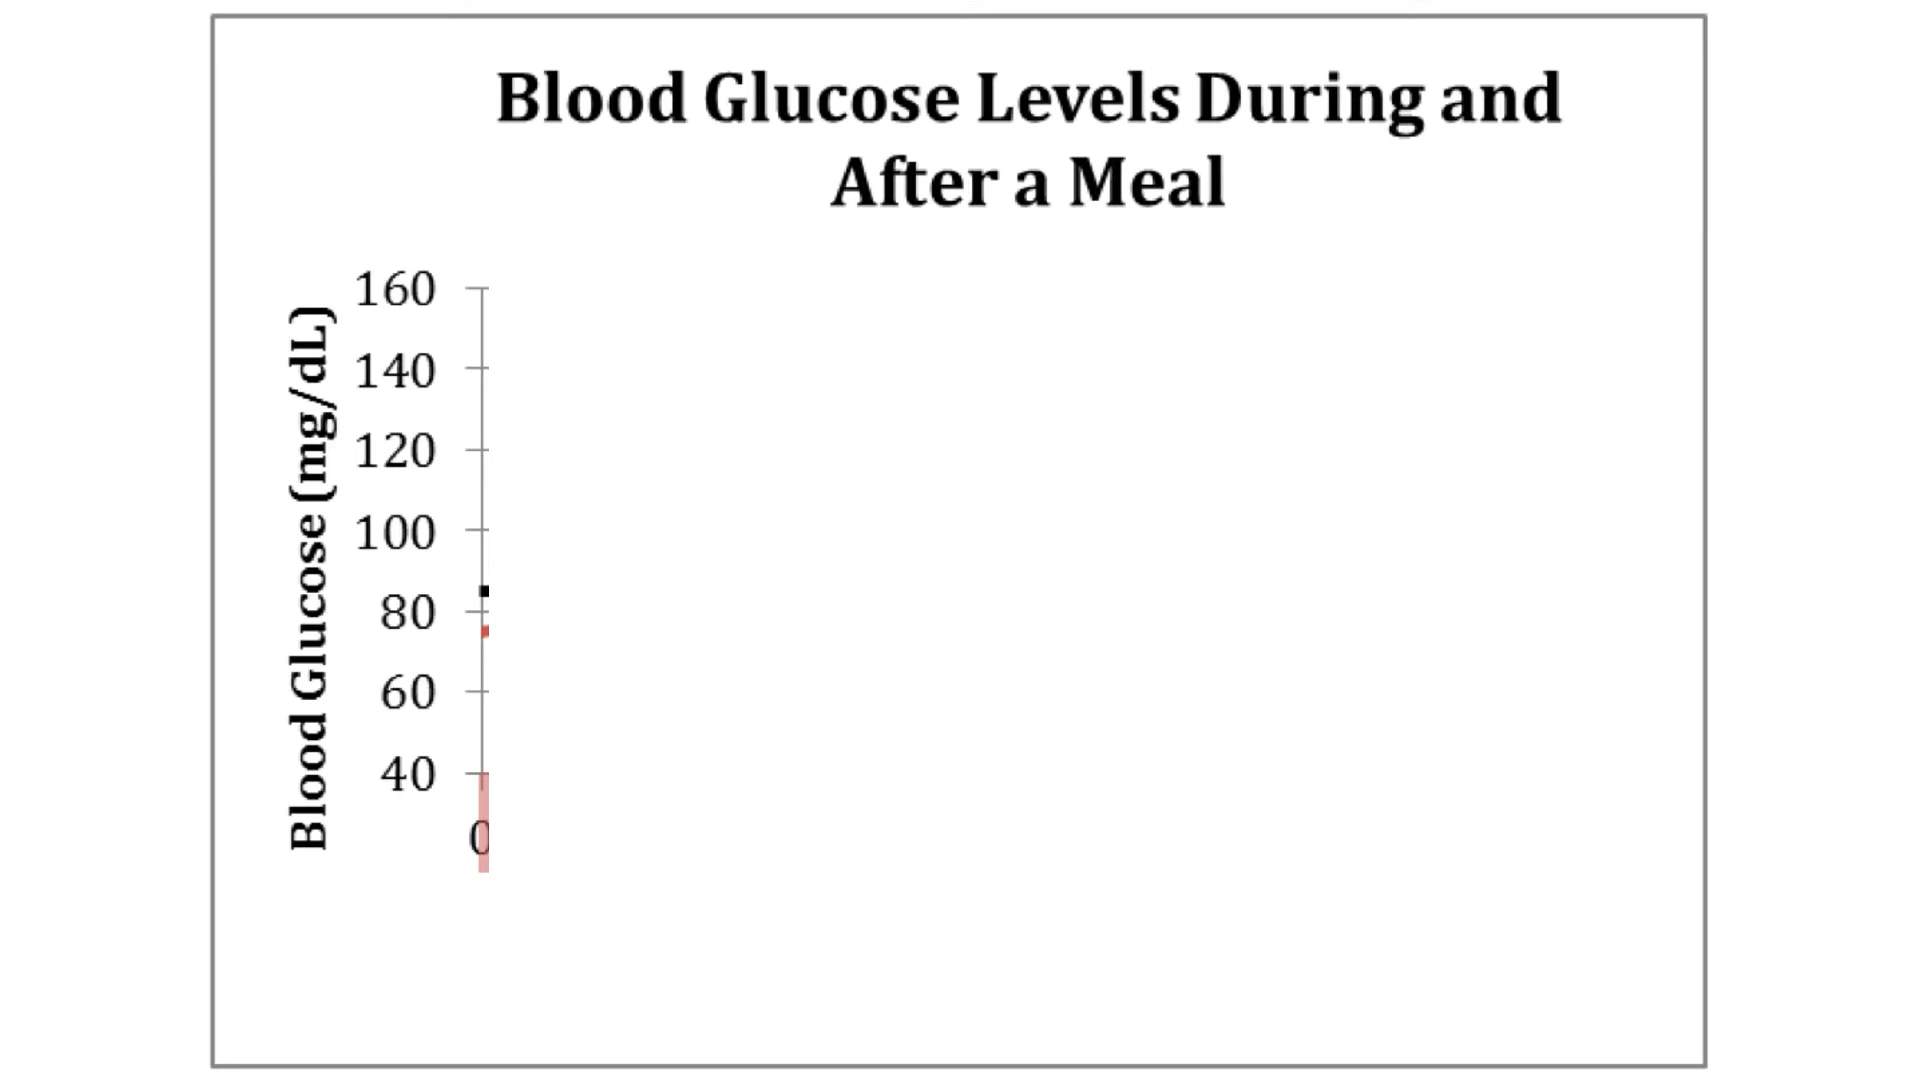 Blood Glucose Levels During and
After a Meal
Blood Glucose (mg/dL)
160
140
120
100
80
60
40
0